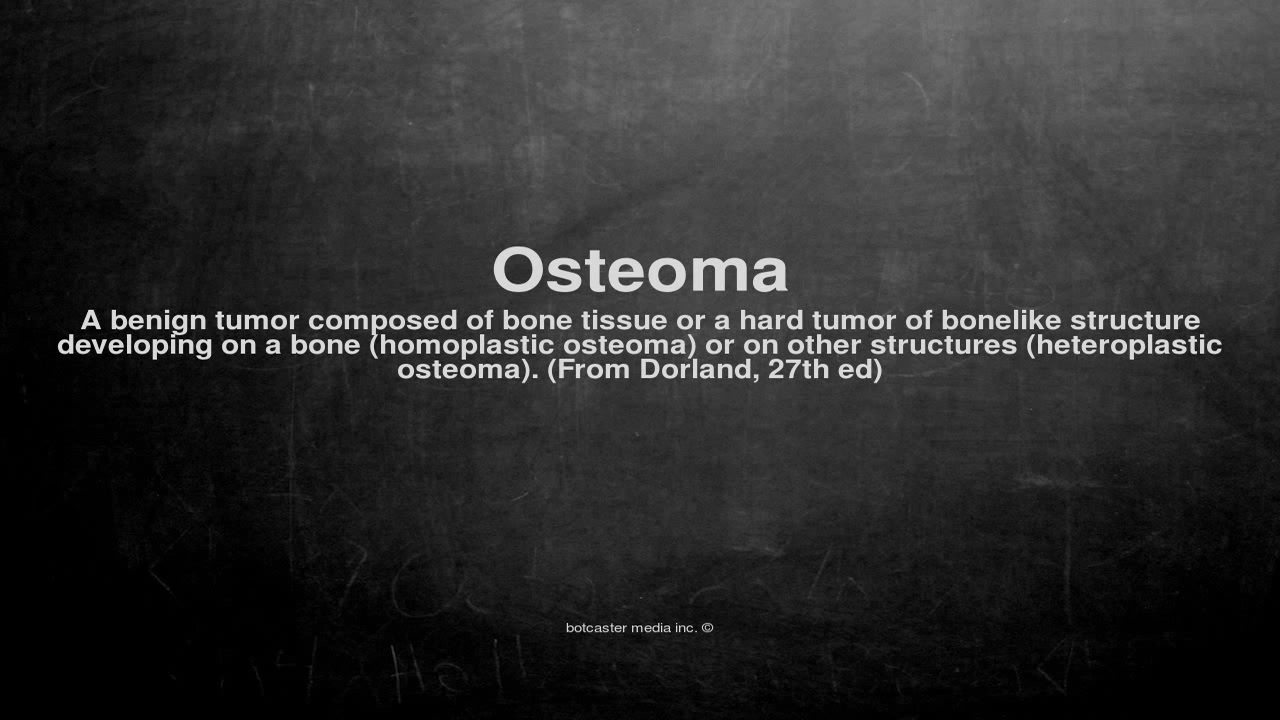 Osteoma
A benign tumor composed of bone tissue or a hard tumor of bonelike structure
developing on a bone (homoplastic osteoma) or on other structures (heteroplastic
osteoma). (From Dorland, 27th ed)
botcaster media inc. ©